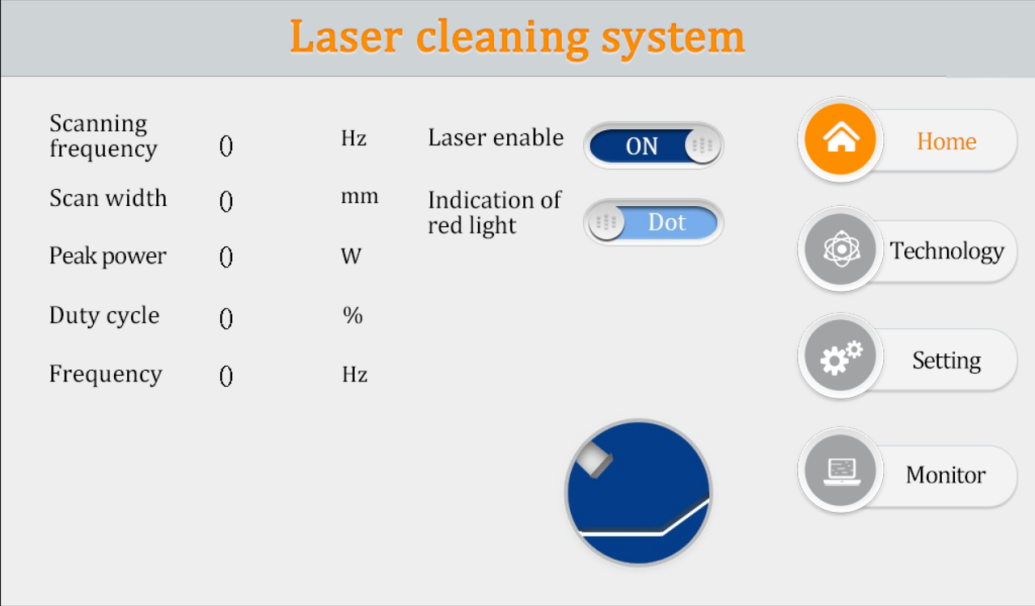 Laser cleaning system
Scanning
frequency 0 Hz
Scan width 0 mm
Peak power 0 W
Duty cycle 0 %
Frequency 0 Hz
Laser enable ON
Indication of
red light Dot
Home
Technology
Setting
Monitor